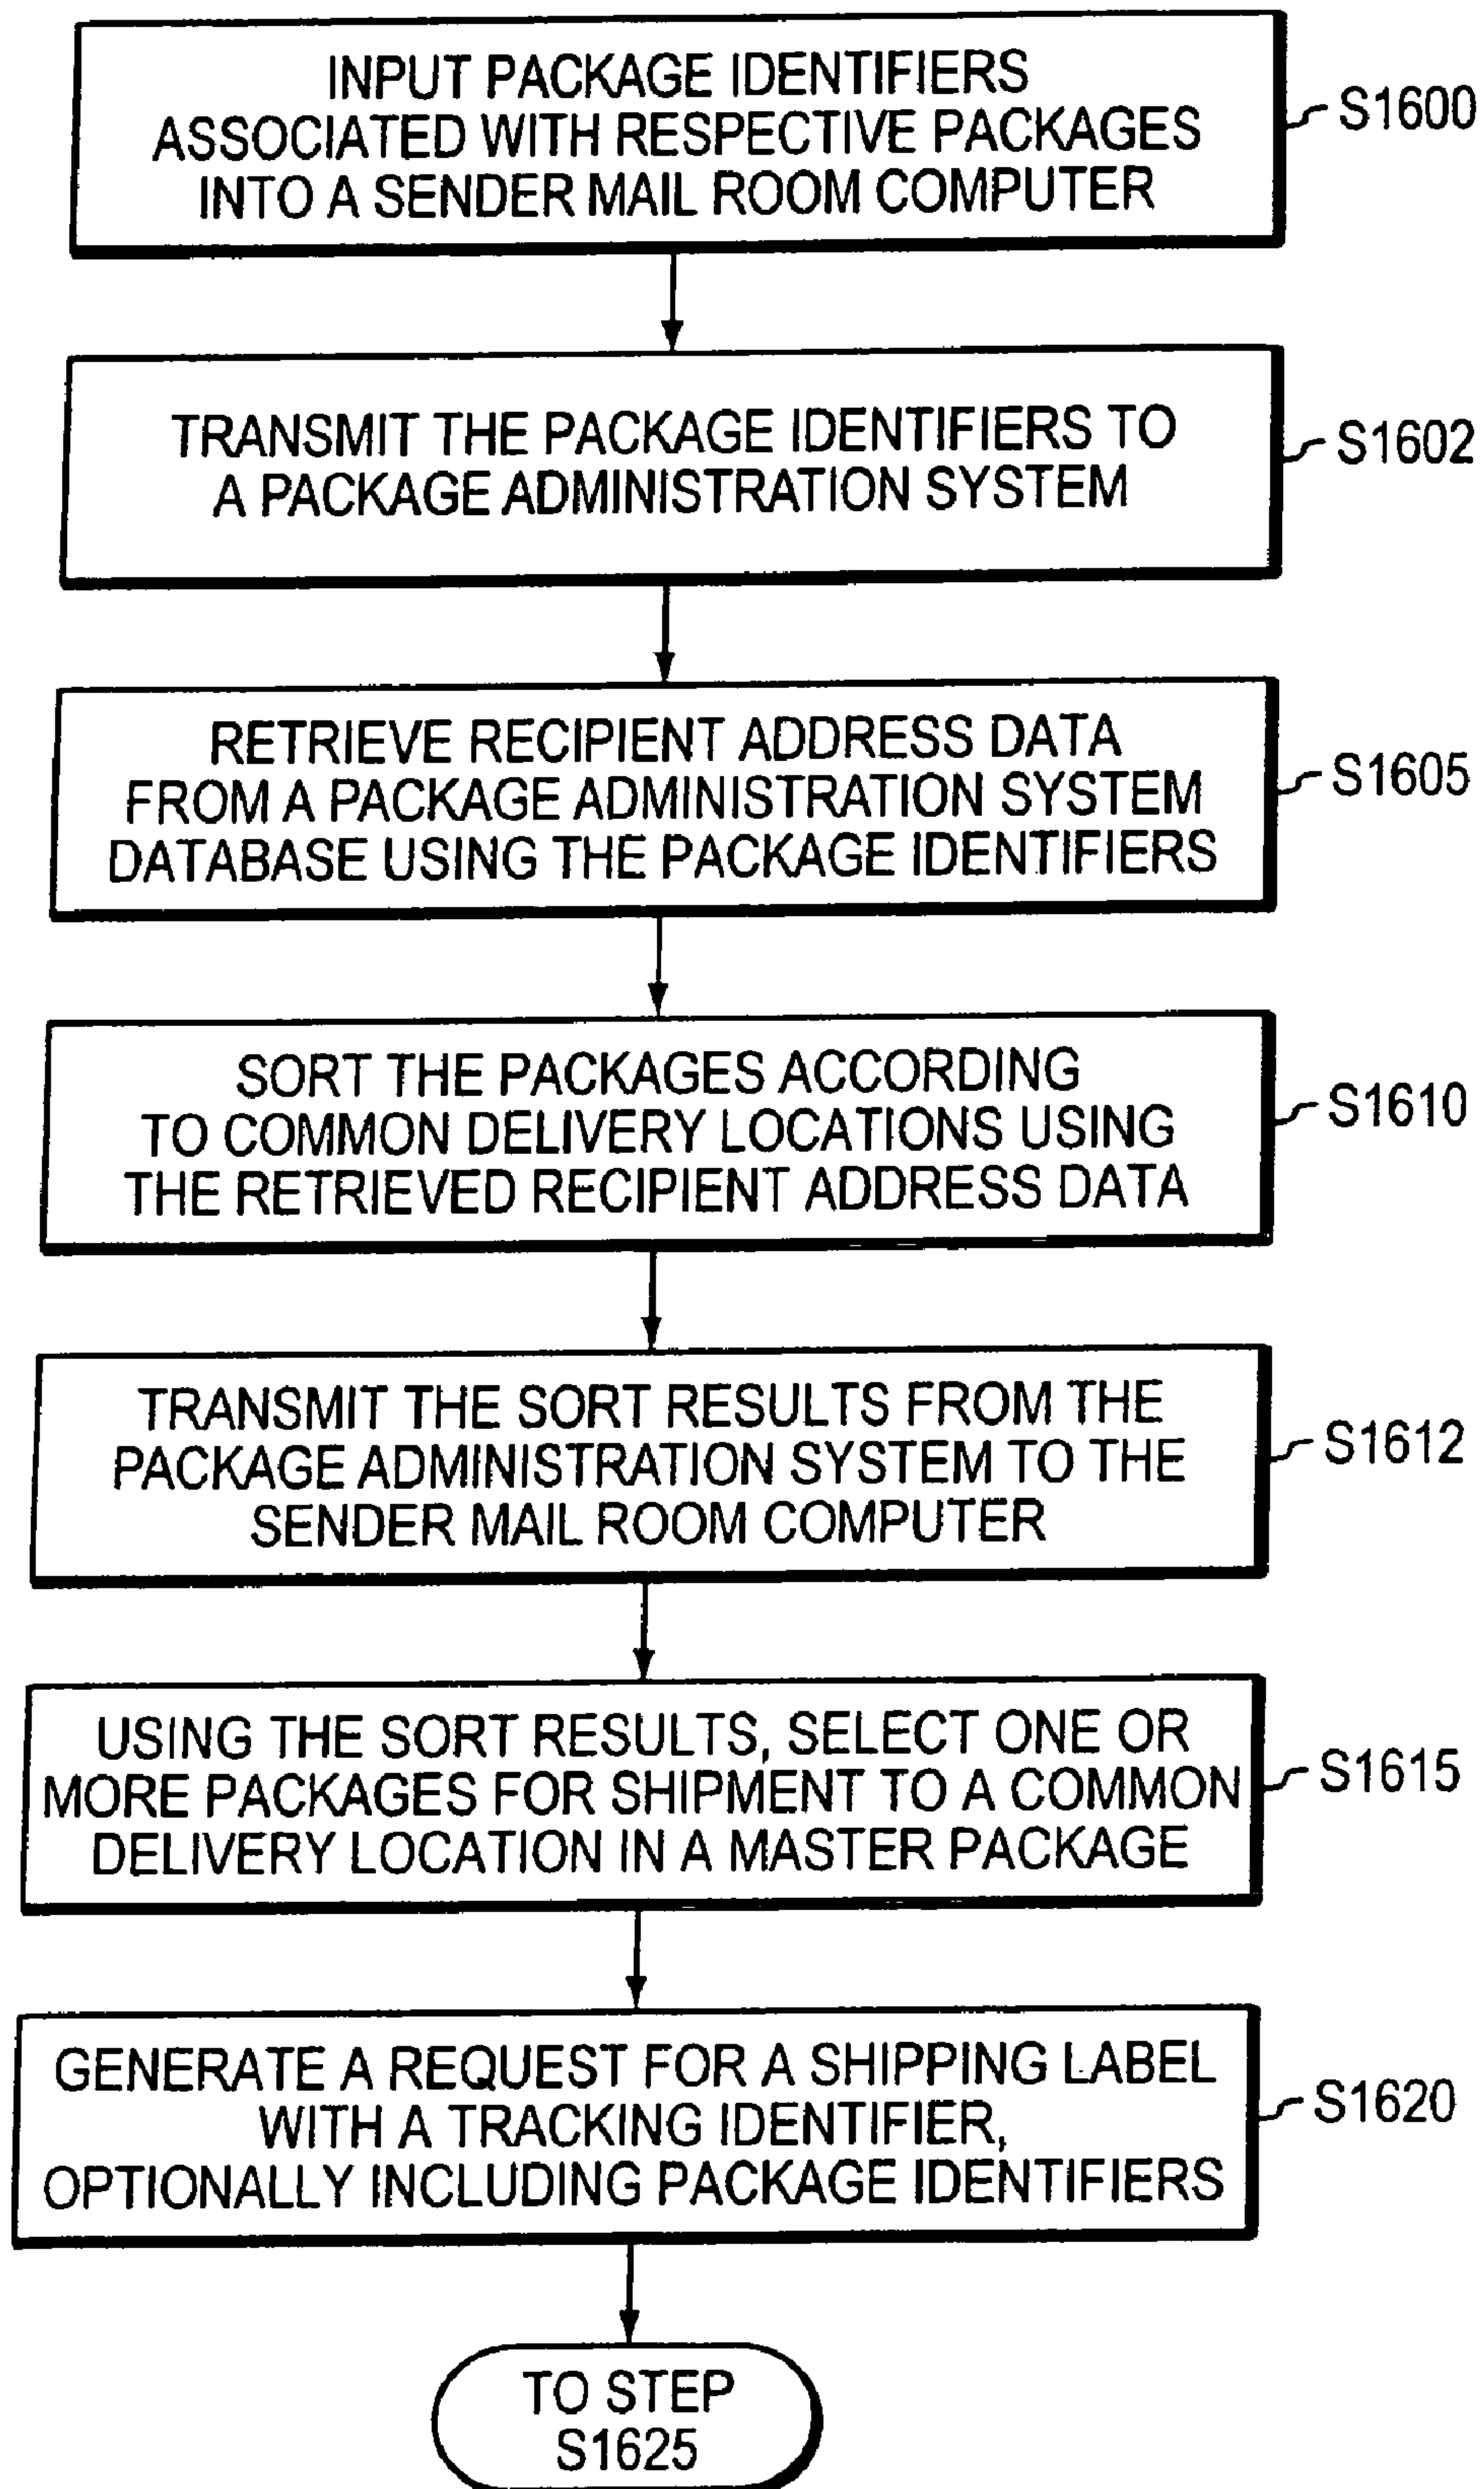 INPUT PACKAGE IDENTIFIERS
ASSOCIATED WITH RESPECTIVE PACKAGES
INTO A SENDER MAIL ROOM COMPUTER
S1600
TRANSMIT THE PACKAGE IDENTIFIERS TO
A PACKAGE ADMINISTRATION SYSTEM
S1602
RETRIEVE RECIPIENT ADDRESS DATA
FROM A PACKAGE ADMINISTRATION SYSTEM
DATABASE USING THE PACKAGE IDENTIFIERS
S1605
SORT THE PACKAGES ACCORDING
TO COMMON DELIVERY LOCATIONS USING
THE RETRIEVED RECIPIENT ADDRESS DATA
S1610
TRANSMIT THE SORT RESULTS FROM THE
PACKAGE ADMINISTRATION SYSTEM TO THE
SENDER MAIL ROOM COMPUTER
S1612
USING THE SORT RESULTS, SELECT ONE OR
MORE PACKAGES FOR SHIPMENT TO A COMMON
DELIVERY LOCATION IN A MASTER PACKAGE
S1615
GENERATE A REQUEST FOR A SHIPPING LABEL
WITH A TRACKING IDENTIFIER,
OPTIONALLY INCLUDING PACKAGE IDENTIFIERS
S1620
TO STEP
S1625